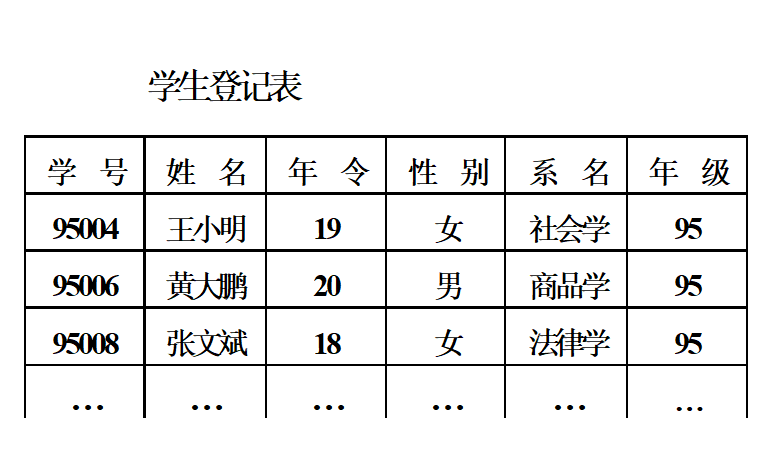 学生登记表
学 号 姓 名 年 令 性 别 系 名 年 级
95004 王小明 19 女 社会学 95
95006 黄大鹏 20 男 商品学 95
95008 张文斌 18 女 法律学 95
… … … … … …